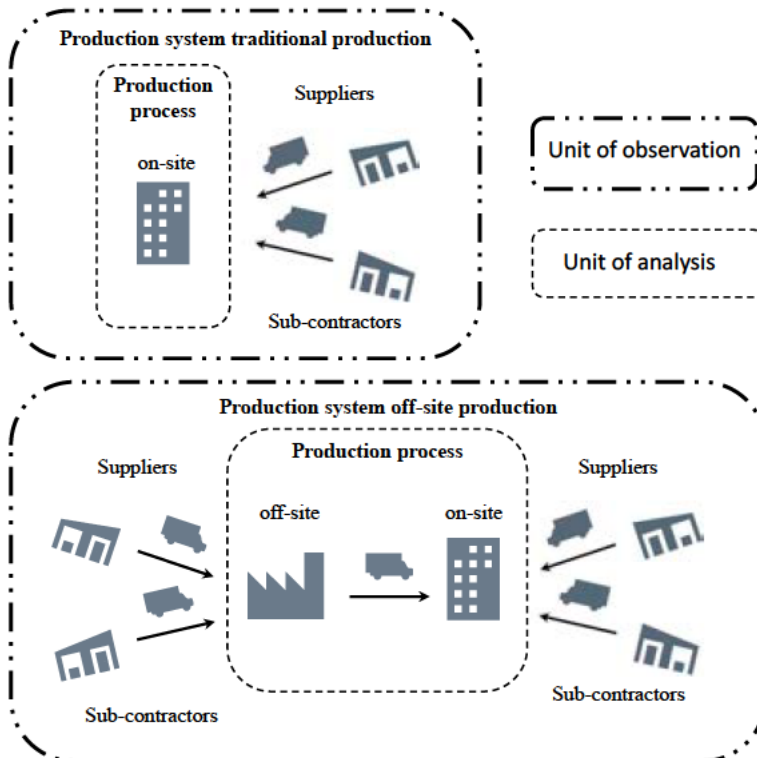 Production system traditional production
Production
process
Suppliers
on-site
Sub-contractors
Unit of observation
Unit of analysis
Production system off-site production
Production process
Suppliers
Suppliers
off-site
on-site
Sub-contractors
Sub-contractors